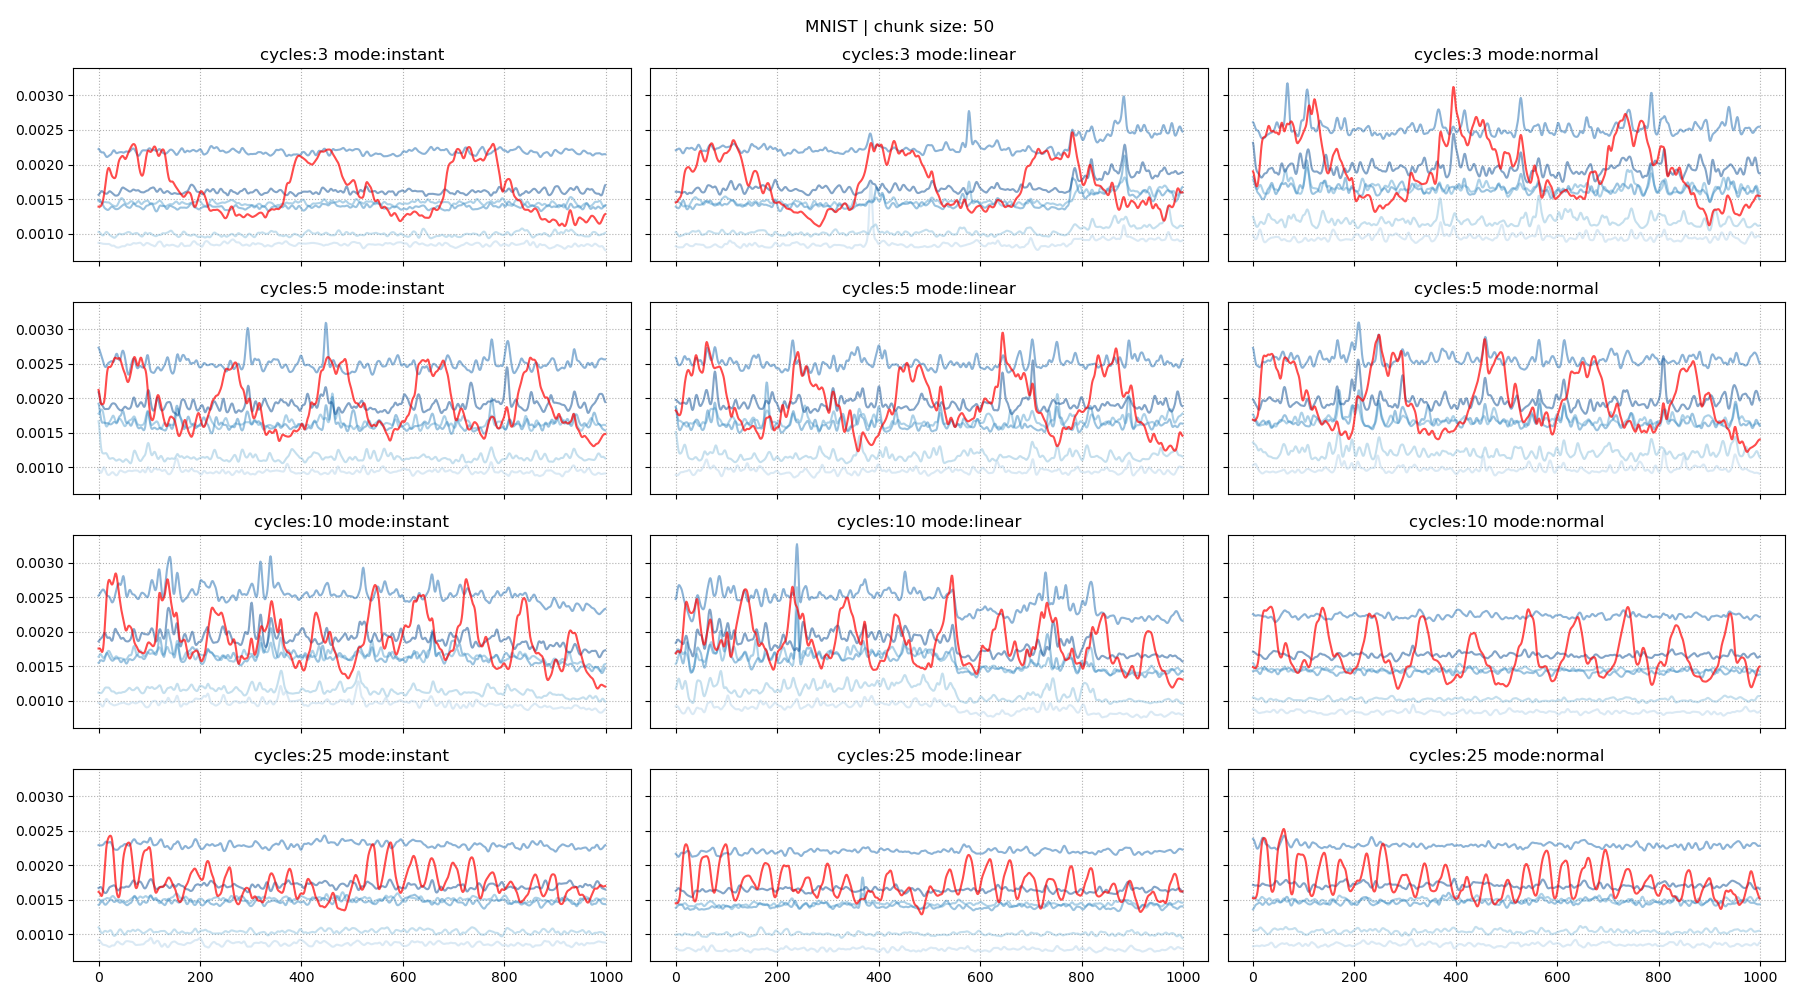 MNIST | chunk size: 50
cycles:3 mode:instant
cycles:3 mode:linear
cycles:3 mode:normal
0.0030
0.0025
0.0020
0.0015
0.0010
cycles:5 mode:instant
cycles:5 mode:linear
cycles:5 mode:normal
0.0030
0.0025
0.0020
0.0015
0.0010
cycles:10 mode:instant
cycles:10 mode:linear
cycles:10 mode:normal
0.0030
0.0025
0.0020
0.0015
0.0010
cycles:25 mode:instant
cycles:25 mode:linear
cycles:25 mode:normal
0.0030
0.0025
0.0020
0.0015
0.0010
0 200 400 600 800 1000
0 200 400 600 800 1000
0 200 400 600 800 1000